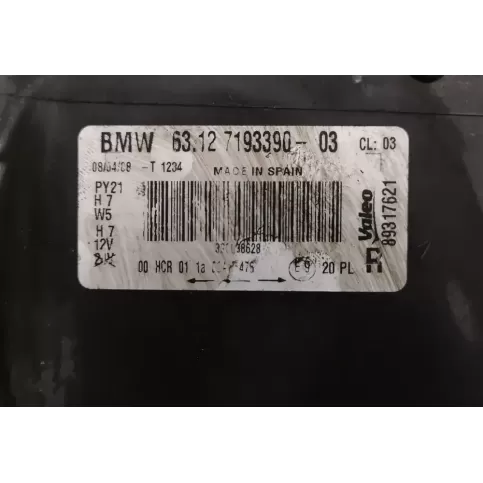 BMW 63.12 7193390- 03 CL: 03
08/04/08 -T 1234
MADE IN SPAIN
PY21
H 7
W5
H 7
12V
00 HCR 01 1a
E 9 20 PL
Valeo
89317621
R